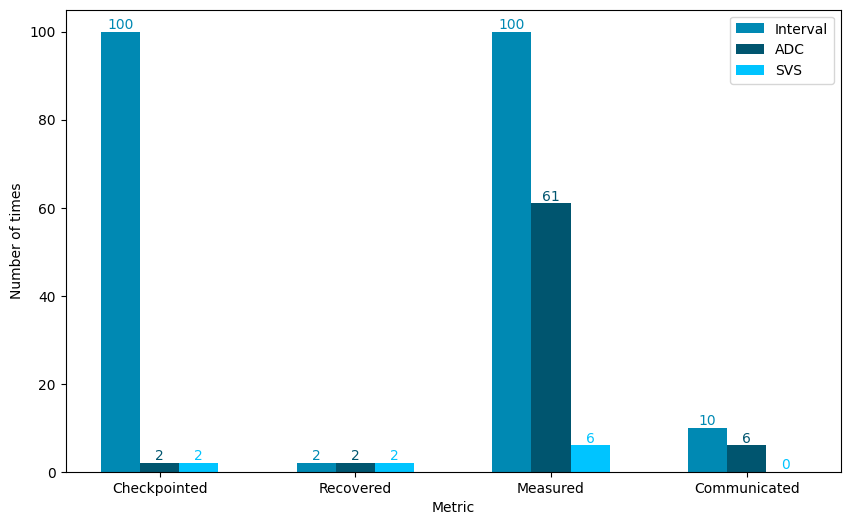 100
100
Interval
ADC
SVS
100
80
60
40
20
0
Number of times
61
2
2
2
2
2
6
10
6
0
Checkpointed
Recovered
Measured
Communicated
Metric